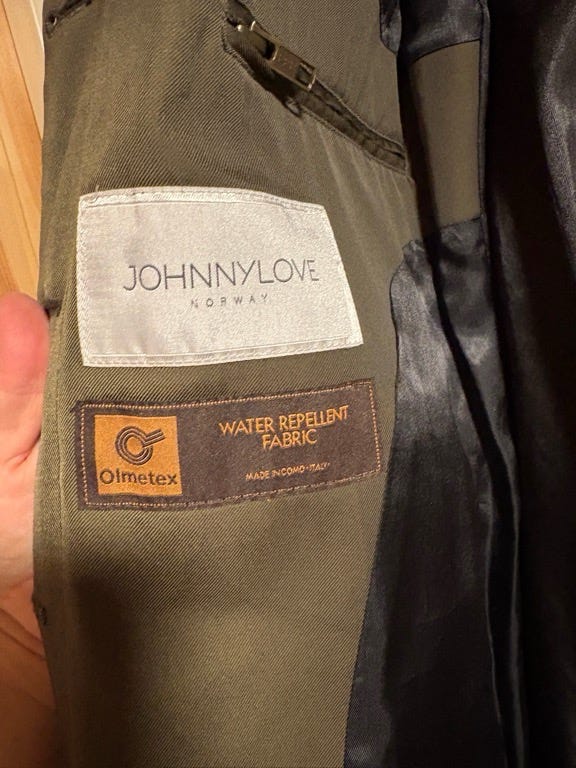 JOHNNYLOVE
NORWAY
Olmetex
WATER REPELLENT
FABRIC
MADE IN COMO·ITALY